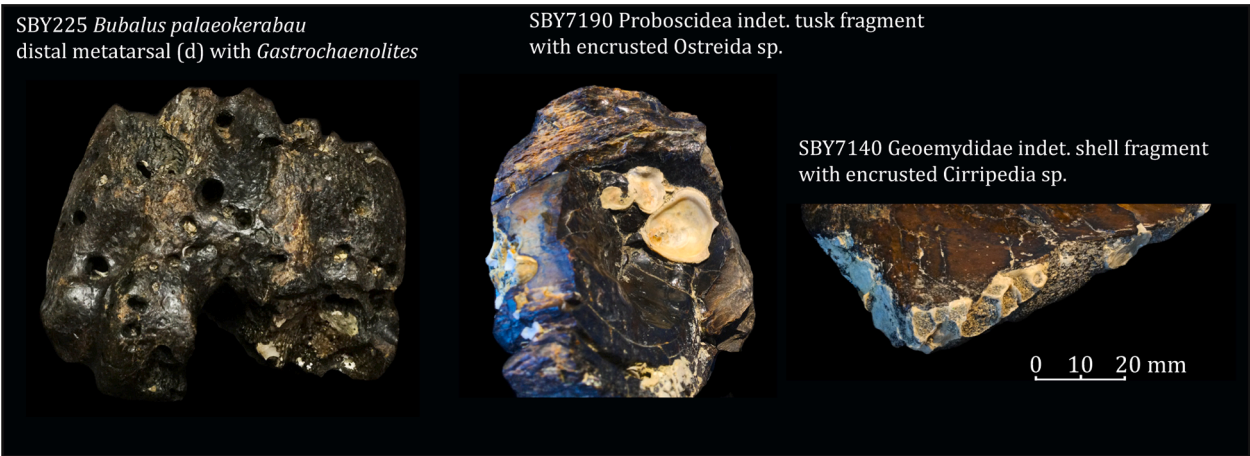 SBY225 Bubalus palaeokerabau
distal metatarsal (d) with Gastrochaenolites
SBY7190 Proboscidea indet. tusk fragment
with encrusted Ostreida sp.
SBY7140 Geoemydidae indet. shell fragment
with encrusted Cirripedia sp.
0 10 20 mm